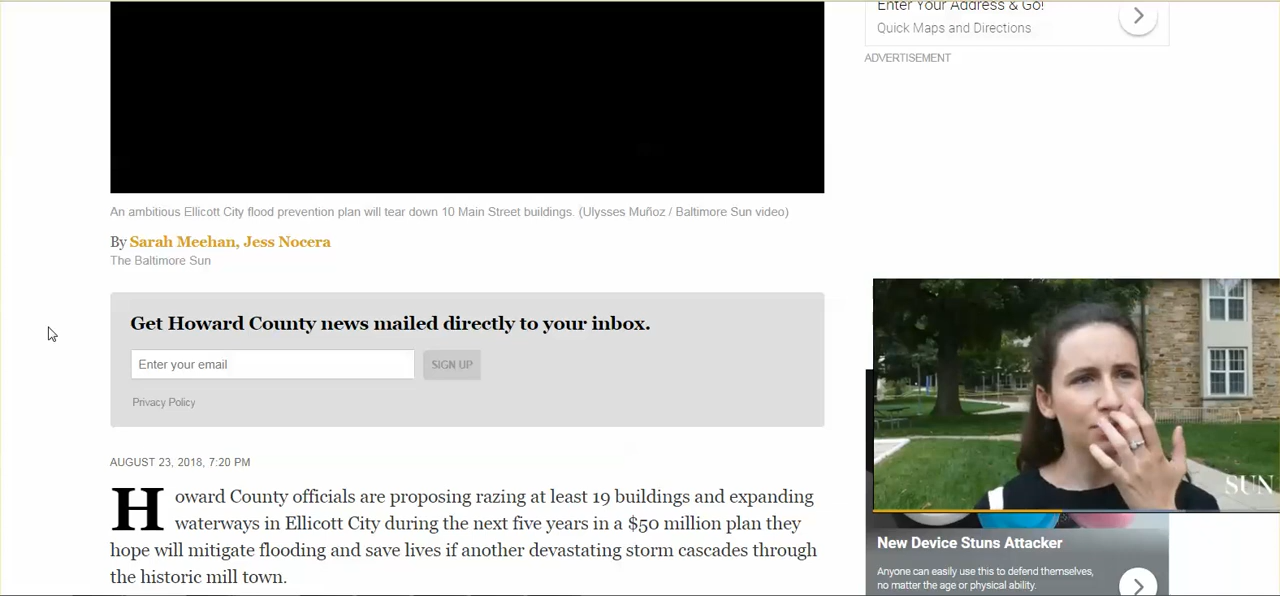 Enter Your Address & Go!
Quick Maps and Directions
ADVERTISEMENT
An ambitious Ellicott City flood prevention plan will tear down 10 Main Street buildings. (Ulysses Muñoz / Baltimore Sun video)
By Sarah Meehan, Jess Nocera
The Baltimore Sun
Get Howard County news mailed directly to your inbox.
Enter your email
SIGN UP
Privacy Policy
AUGUST 23, 2018, 7:20 PM
Howard County officials are proposing razing at least 19 buildings and expanding
waterways in Ellicott City during the next five years in a $50 million plan they
hope will mitigate flooding and save lives if another devastating storm cascades through
the historic mill town.
SUN
New Device Stuns Attacker
Anyone can easily use this to defend themselves,
no matter the age or physical ability.